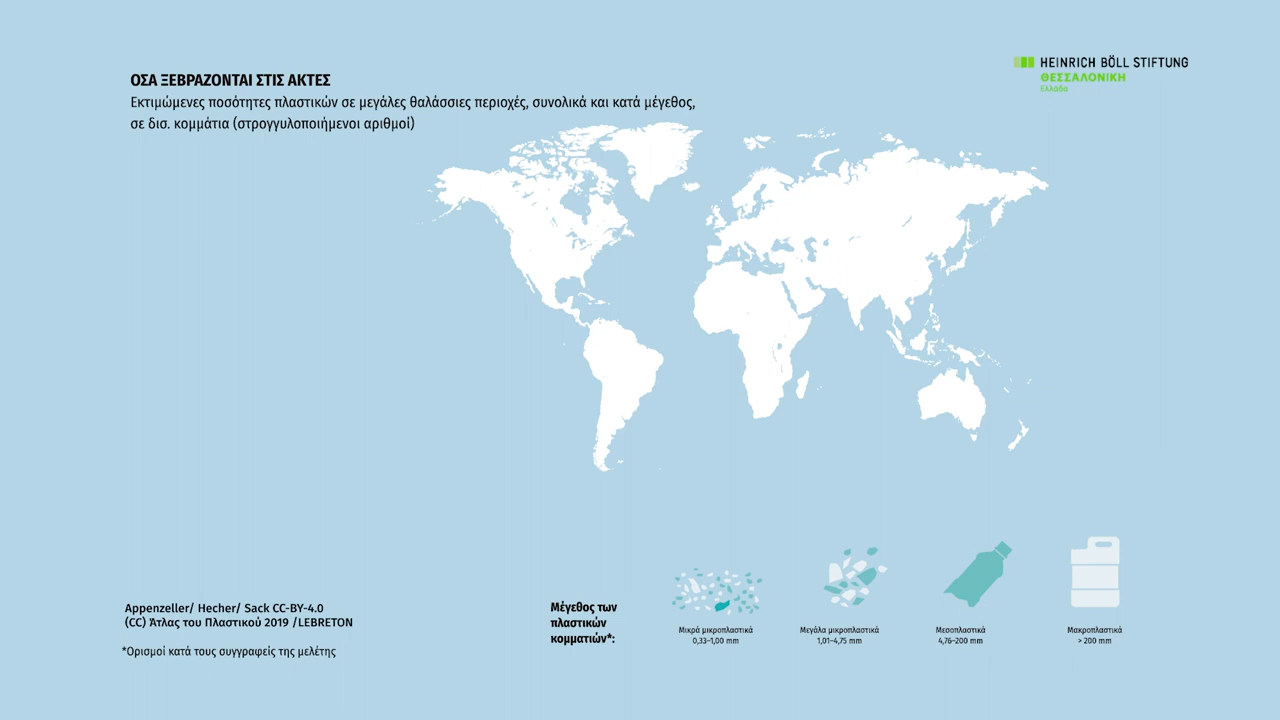 ΟΣΑ ΞΕΒΡΑΖΟΝΤΑΙ ΣΤΙΣ ΑΚΤΕΣ
Εκτιμώμενες ποσότητες πλαστικών σε μεγάλες θαλάσσιες περιοχές, συνολικά και κατά μέγεθος,
σε δισ. κομμάτια (στρογγυλοποιήμενοι αριθμοί)
HEINRICH BÖLL STIFTUNG
ΘΕΣΣΑΛΟΝΙΚΗ
Ελλάδα
Appenzeller/ Hecher/ Sack CC-BY-4.0
(CC) Άτλας του Πλαστικού 2019 /LEBRETON
*Ορισμοί κατά τους συγγραφείς της μελέτης
Μέγεθος των
πλαστικών
κομματιών*:
Μικρά μικροπλαστικά
0,33–1,00 mm
Μεγάλα μικροπλαστικά
1,01–4,75 mm
Μεσοπλαστικά
4,76–200 mm
Μακροπλαστικά
> 200 mm